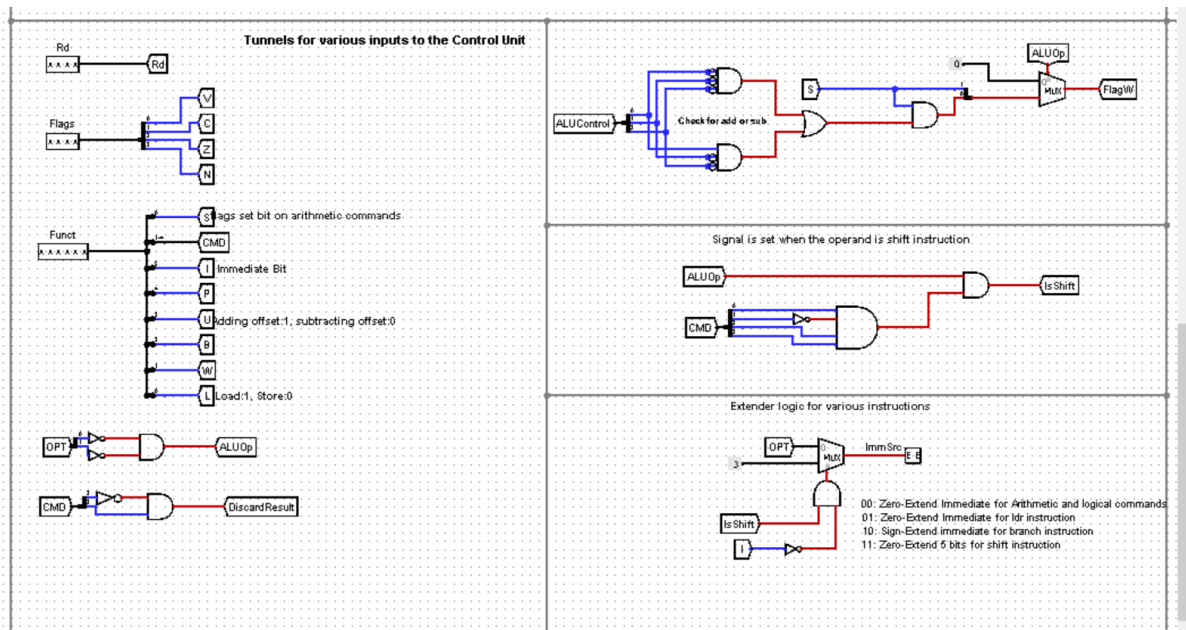 Tunnels for various inputs to the Control Unit
Rd
x x x x
Rd
Flags
x x x x
V
C
Z
N
Funct
x x x x x x
S
lags set bit on arithmetic commands
CMD
I
Immediate Bit
P
U
Adding offset:1, subtracting offset:0
B
W
L
Load:1, Store:0
OPT
ALUOp
CMD
DiscardResult
ALUControl
Check for add or sub
S
0
ALUOp
MUX
FlagW
Signal is set when the operand is shift instruction
ALUOp
CMD
IsShift
Extender logic for various instructions
OPT
3
MUX
ImmSrc
E E
IsShift
I
00: Zero-Extend Immediate for Arithmetic and logical commands
01: Zero-Extend Immediate for ldr instruction
10: Sign-Extend immediate for branch instruction
11: Zero-Extend 5 bits for shift instruction